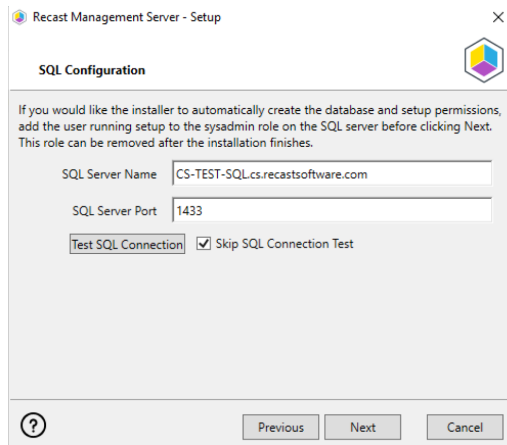 Recast Management Server - Setup
SQL Configuration
If you would like the installer to automatically create the database and setup permissions,
add the user running setup to the sysadmin role on the SQL server before clicking Next.
This role can be removed after the installation finishes.
SQL Server Name CS-TEST-SQL.cs.recastsoftware.com
SQL Server Port 1433
Test SQL Connection Skip SQL Connection Test
? Previous Next Cancel